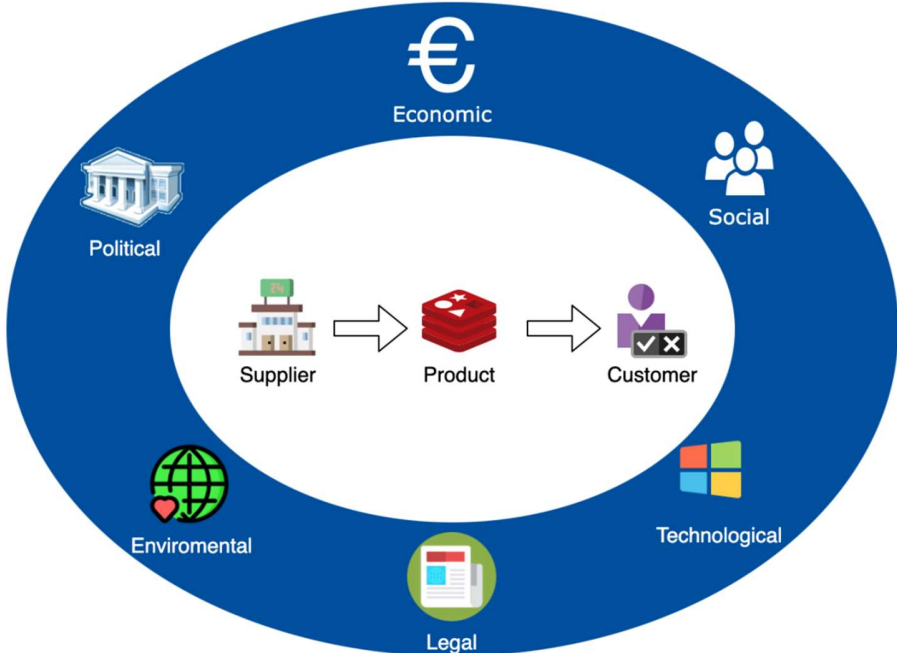 Economic
Political
Social
Supplier
Product
Customer
Enviromental
Technological
Legal